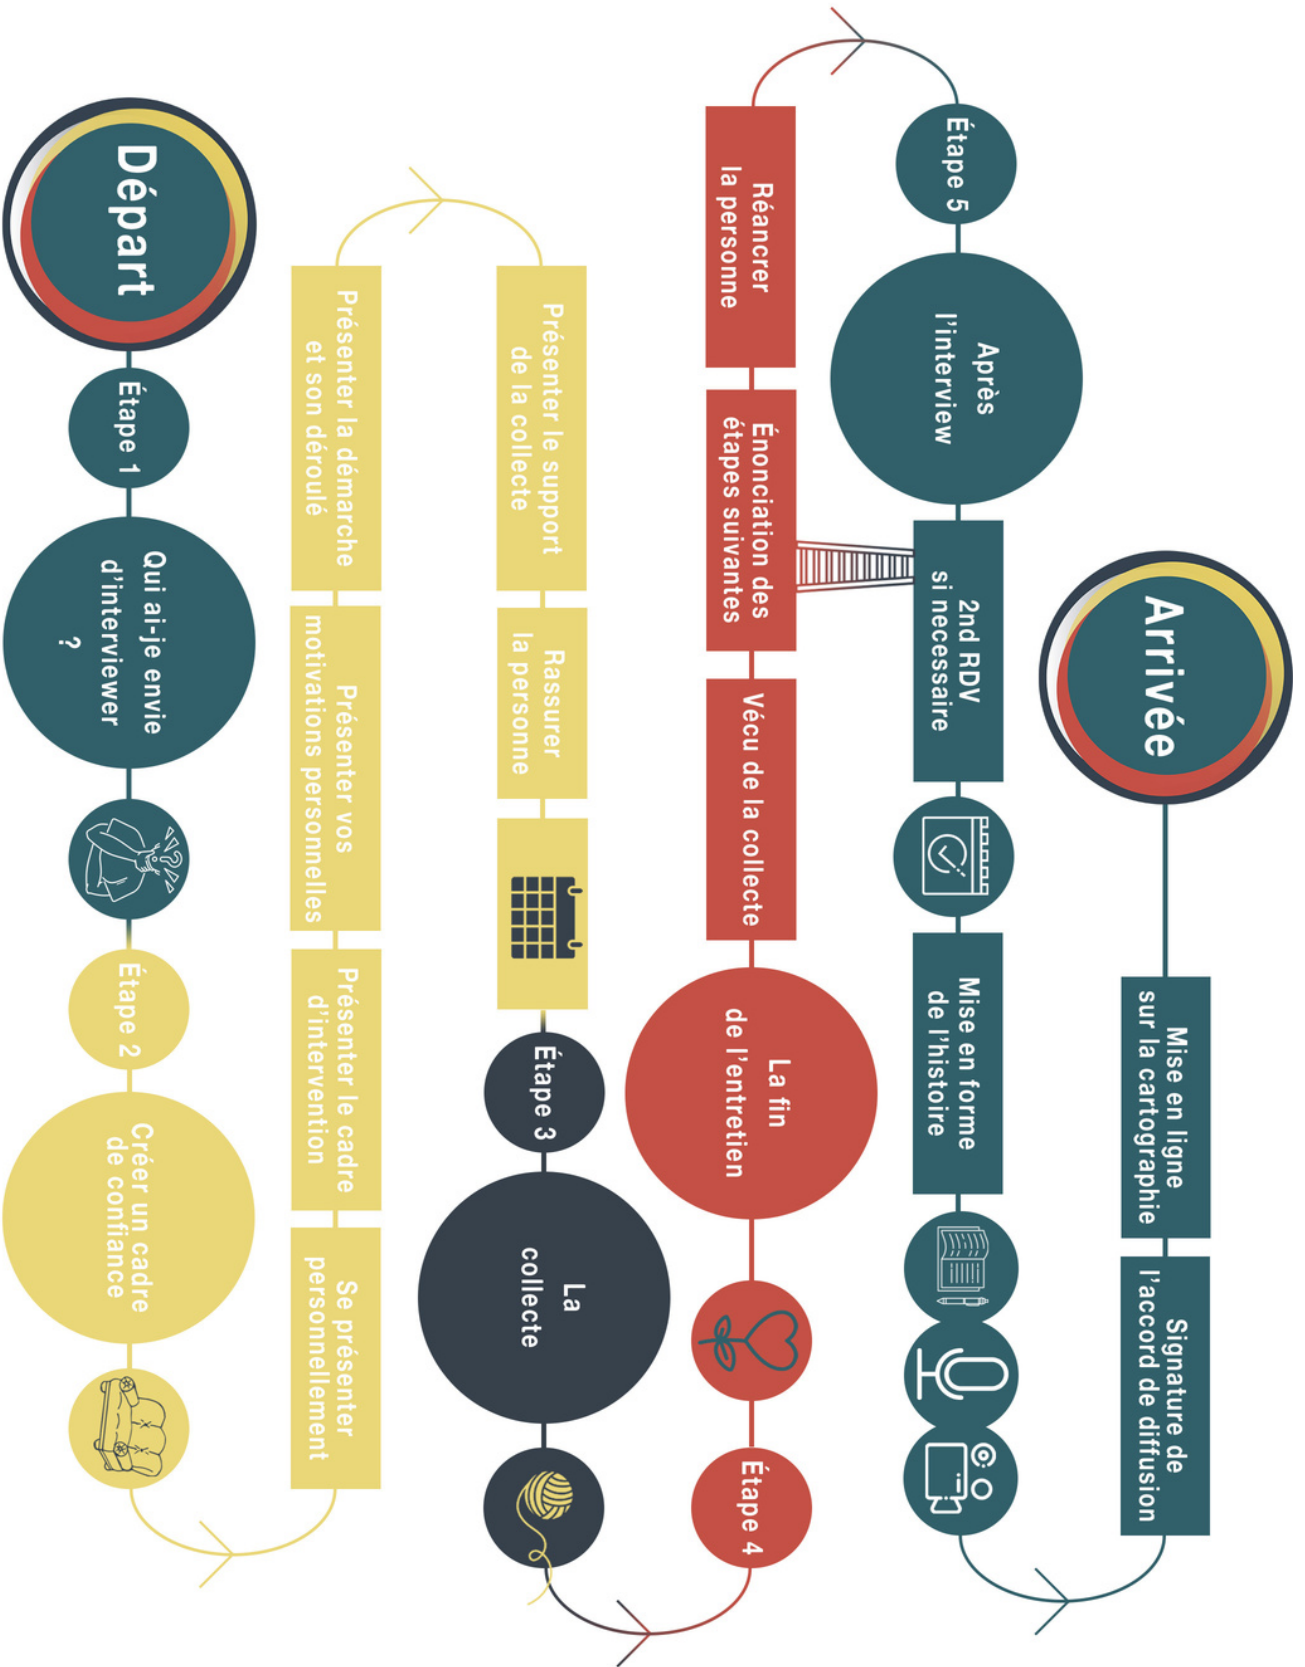 Départ
Étape 1
Qui ai-je envie
d'interviewer
?
Étape 2
Créer un cadre
de confiance
Se présenter
personnellement
Présenter le cadre
d'intervention
Présenter vos
motivations personnelles
Présenter la démarche
et son déroulé
Présenter le support
de la collecte
Rassurer
la personne
Étape 3
La
collecte
Étape 4
La fin
de l'entretien
Vécu de la collecte
Énonciation des
étapes suivantes
Réancrer
la personne
Étape 5
Après
l'interview
2nd RDV
si necessaire
Mise en forme
de l'histoire
Signature de
l'accord de diffusion
Mise en ligne
sur la cartographie
Arrivée